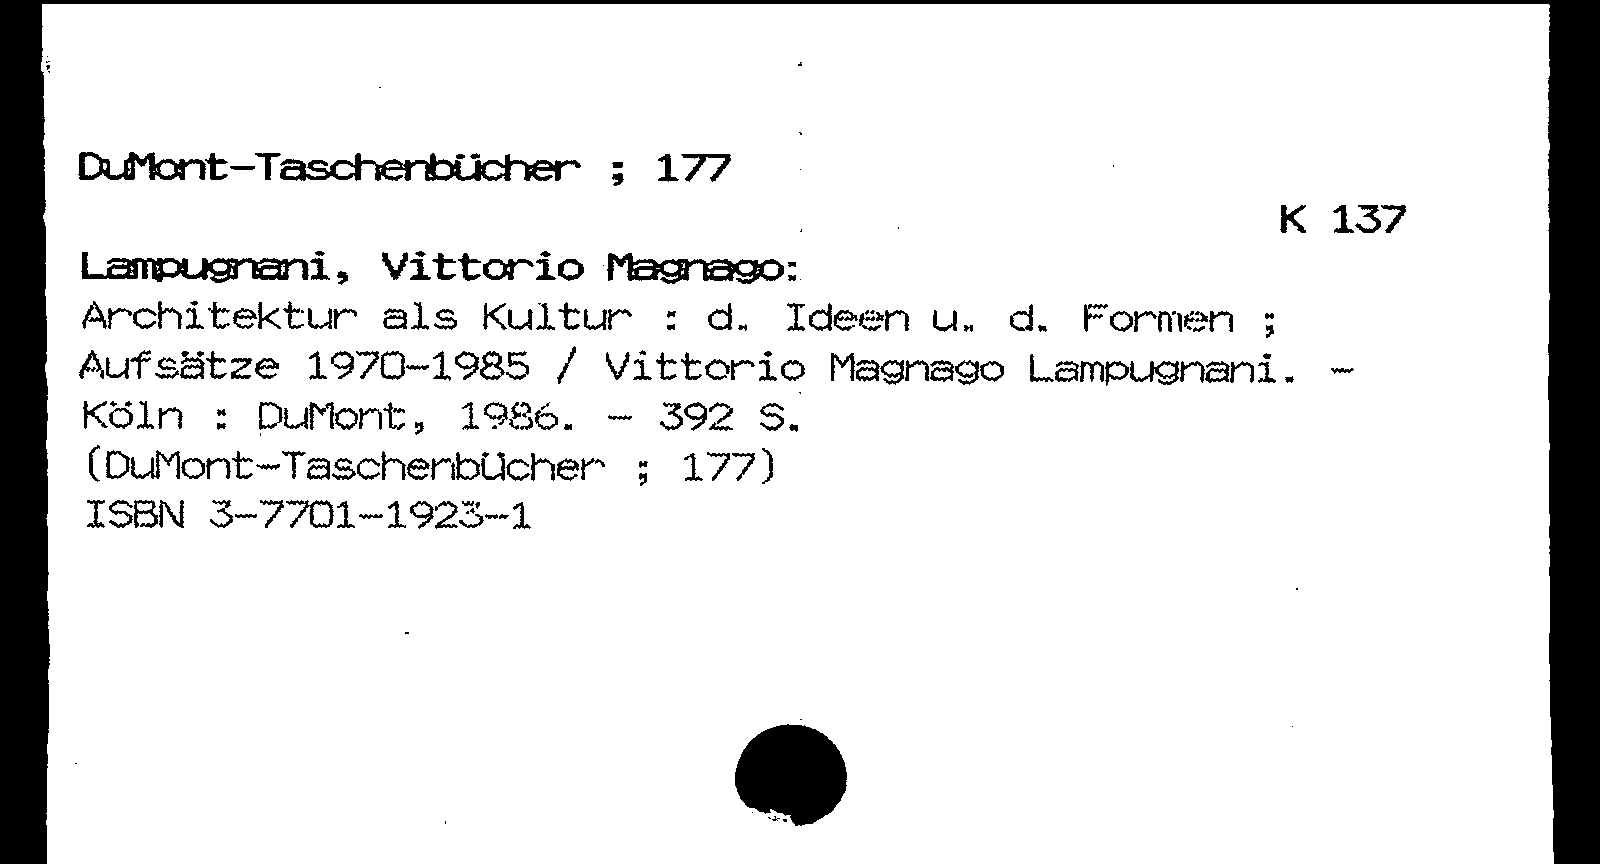 DuMont-Taschenbücher ; 177
K 137
Lampugnani, Vittorio Magnago:
Architektur als Kultur : d. Ideen u. d. Formen ;
Aufsätze 1970-1985 / Vittorio Magnago Lampugnani. -
Köln : DuMont, 1986. - 392 S.
(DuMont-Taschenbücher ; 177)
ISBN 3-7701-1923-1